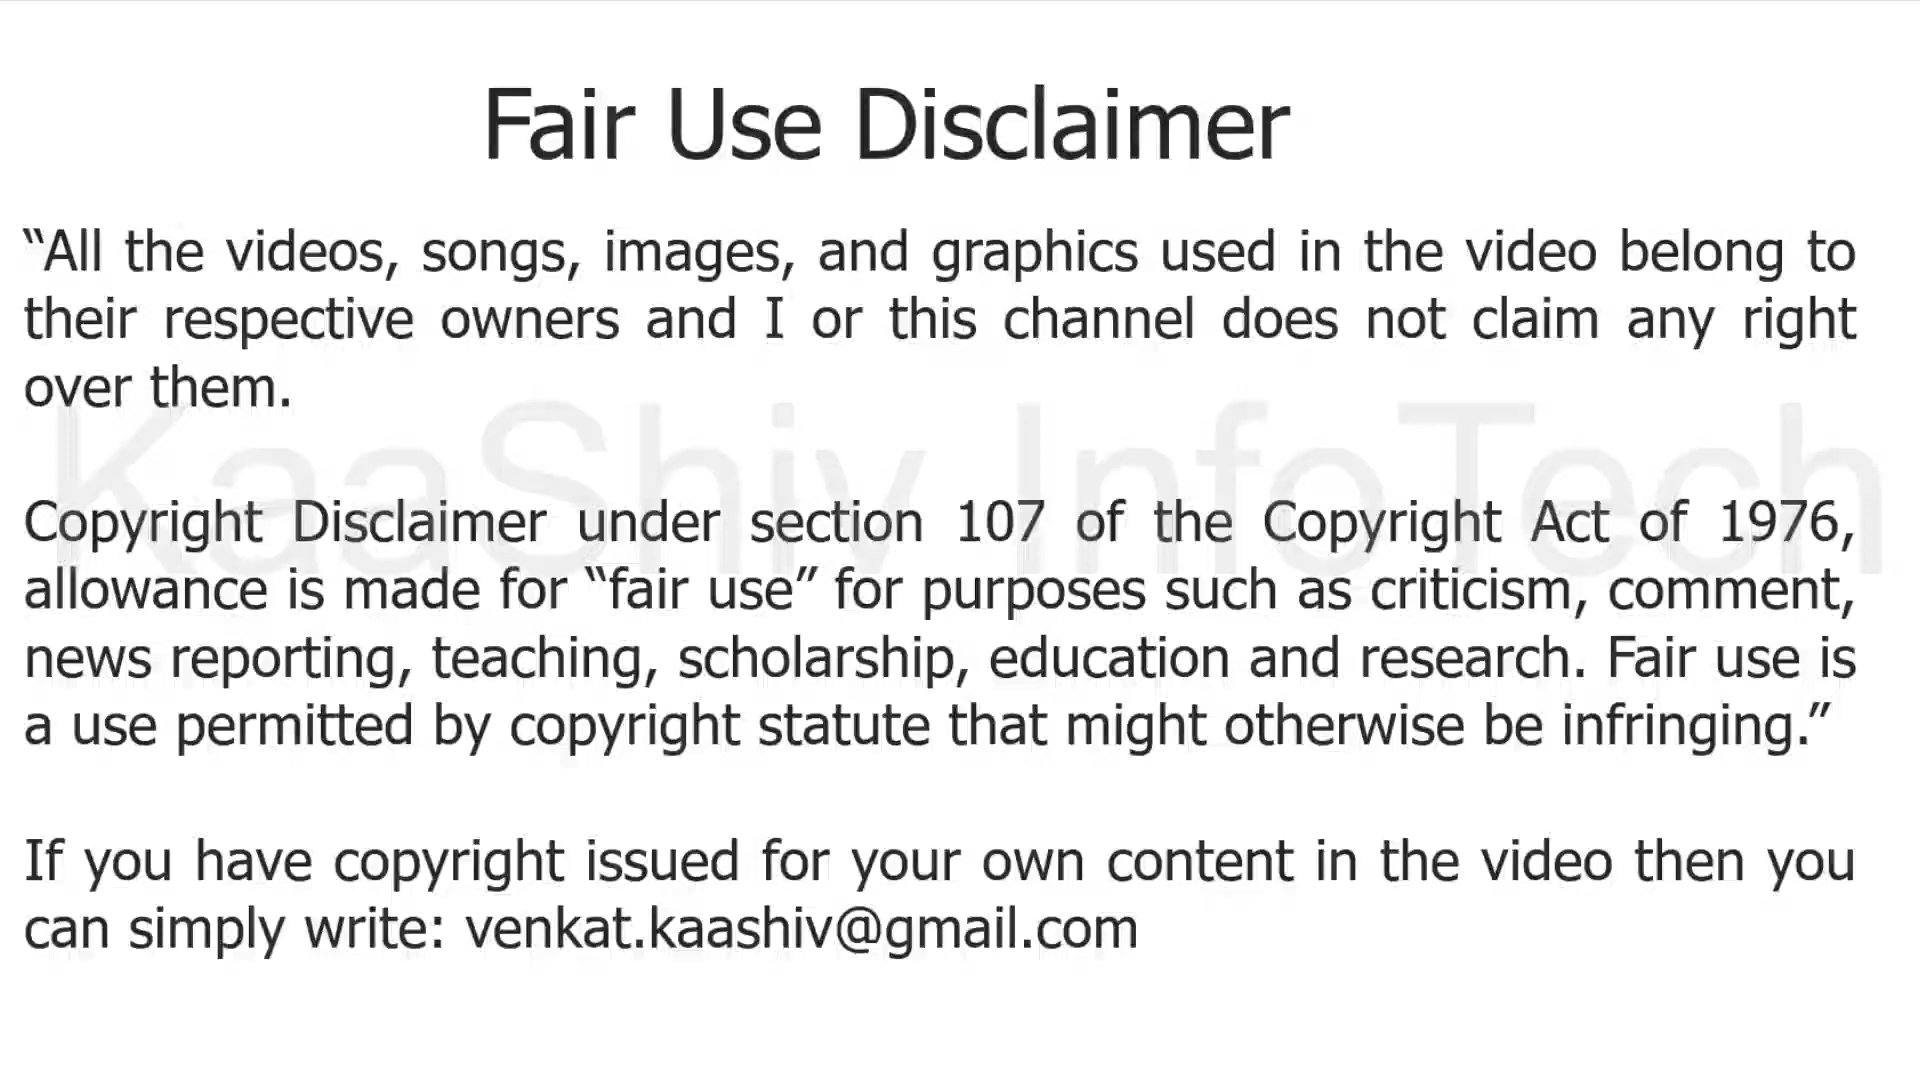 Fair Use Disclaimer
“All the videos, songs, images, and graphics used in the video belong to
their respective owners and I or this channel does not claim any right
over them.
KaaShiv InfoTech
Copyright Disclaimer under section 107 of the Copyright Act of 1976,
allowance is made for “fair use” for purposes such as criticism, comment,
news reporting, teaching, scholarship, education and research. Fair use is
a use permitted by copyright statute that might otherwise be infringing.”
If you have copyright issued for your own content in the video then you
can simply write: venkat.kaashiv@gmail.com